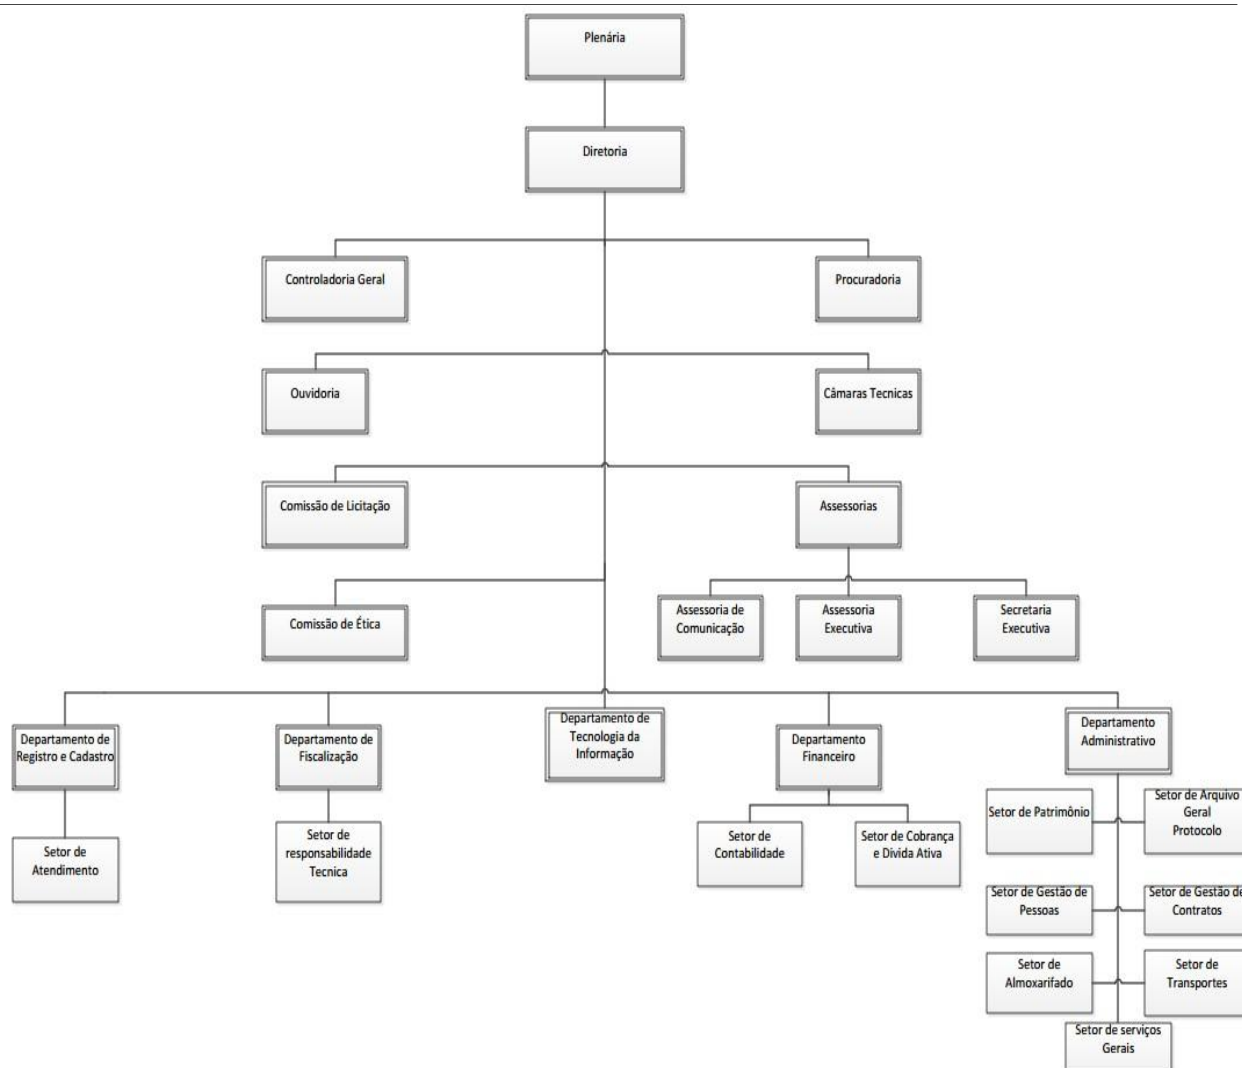 Plenária
Diretoria
Controladoria Geral
Procuradoria
Ouvidoria
Câmaras Tecnicas
Comissão de Licitação
Assessorias
Comissão de Ética
Assessoria de
Comunicação
Assessoria
Executiva
Secretaria
Executiva
Departamento de
Registro e Cadastro
Departamento de
Fiscalização
Departamento de
Tecnologia da
Informação
Departamento
Financeiro
Departamento
Administrativo
Setor de
Atendimento
Setor de
responsabilidade
Tecnica
Setor de
Contabilidade
Setor de Cobrança
e Divida Ativa
Setor de Patrimônio
Setor de Arquivo
Geral
Protocolo
Setor de Gestão de
Pessoas
Setor de Gestão de
Contratos
Setor de
Almoxarifado
Setor de
Transportes
Setor de serviços
Gerais